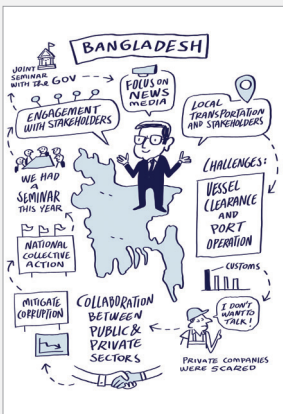 BANGLADESH
JOINT
SEMINAR
WITH the GOV
FOCUS ON
NEWS
MEDIA
ENGAGEMENT
WITH STAKEHOLDERS
LOCAL
TRANSPORTATION
AND STAKEHOLDERS
WE HAD
A
SEMINAR
THIS YEAR
CHALLENGES:
VESSEL
CLEARANCE
AND
PORT
OPERATION
NATIONAL
COLLECTIVE
ACTION
CUSTOMS
MITIGATE
CORRUPTION
COLLABORATION
BETWEEN
PUBLIC &
PRIVATE
SECTORS
I DON'T
WANT TO
TALK!
PRIVATE COMPANIES
WERE SCARED